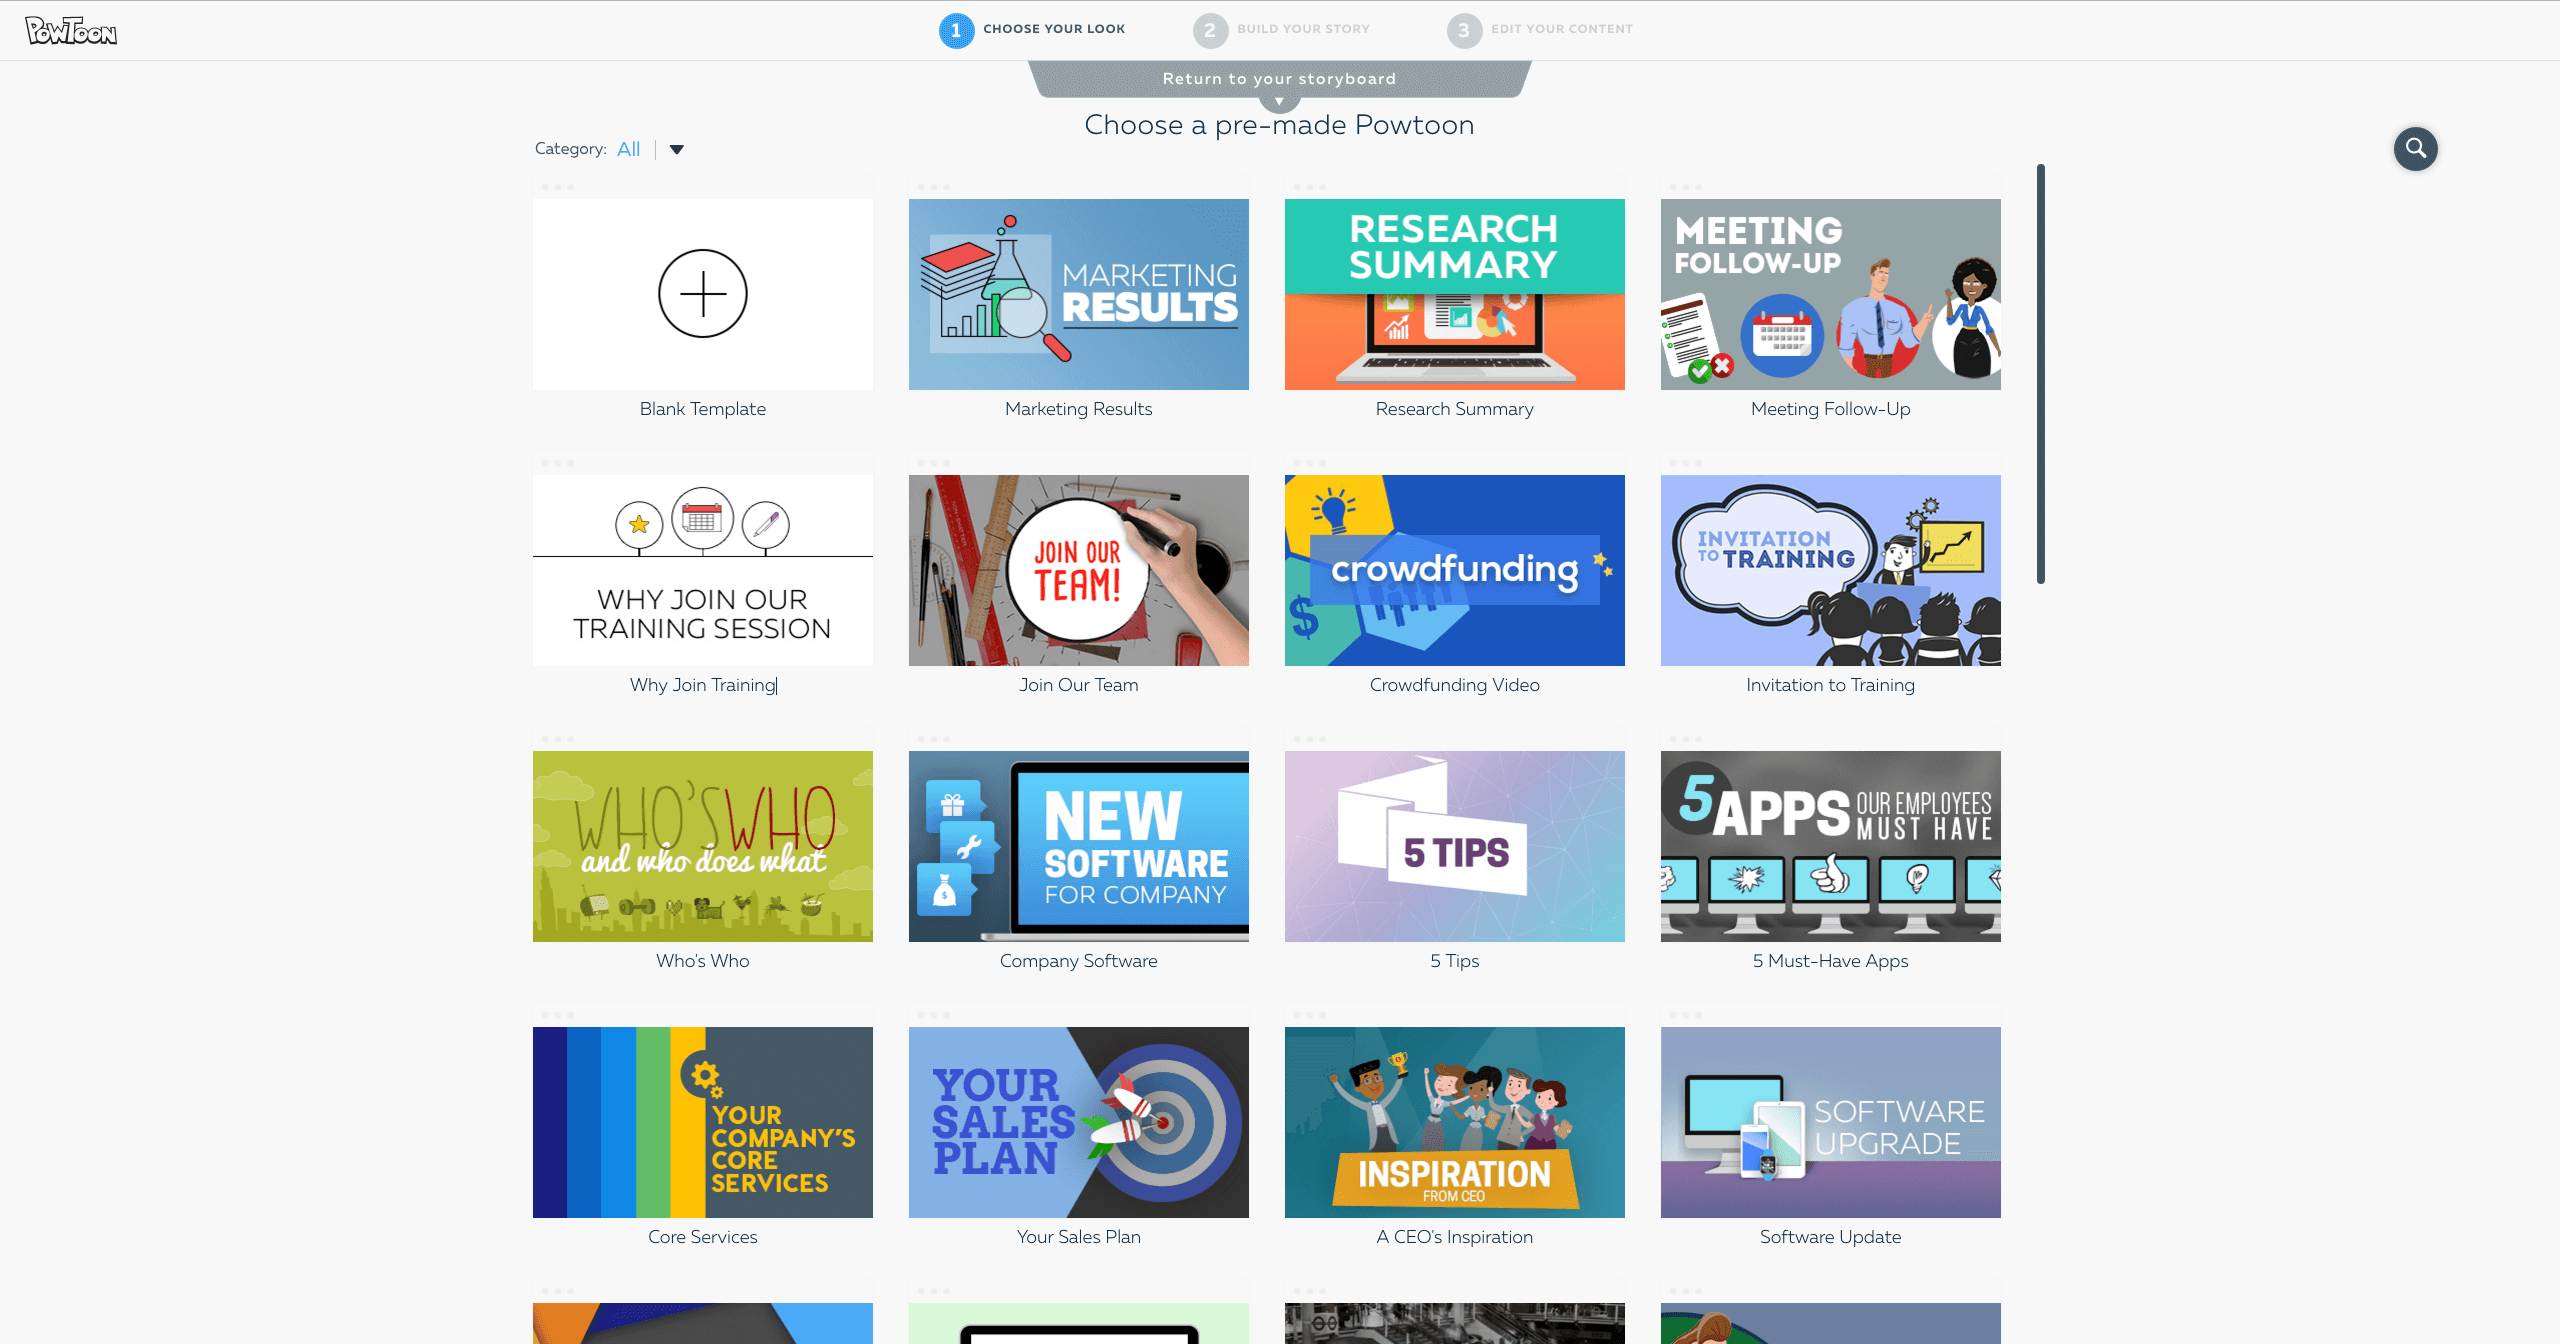 POWTOON
1 CHOOSE YOUR LOOK
2 BUILD YOUR STORY
3 EDIT YOUR CONTENT
Return to your storyboard
Choose a pre-made Powtoon
Category: All
MARKETING
RESULTS
RESEARCH
SUMMARY
MEETING
FOLLOW-UP
Blank Template
Marketing Results
Research Summary
Meeting Follow-Up
WHY JOIN OUR
TRAINING SESSION
JOIN OUR
TEAM!
crowdfunding
$
INVITATION
TO TRAINING
Why Join Training
Join Our Team
Crowdfunding Video
Invitation to Training
WHO'S WHO
and who does what
NEW
SOFTWARE
FOR COMPANY
$
5 TIPS
5 APPS OUR EMPLOYEES
MUST HAVE
Who's Who
Company Software
5 Tips
5 Must-Have Apps
YOUR
COMPANY'S
CORE
SERVICES
YOUR
SALES
PLAN
INSPIRATION
FROM CEO
SOFTWARE
UPGRADE
Core Services
Your Sales Plan
A CEO's Inspiration
Software Update